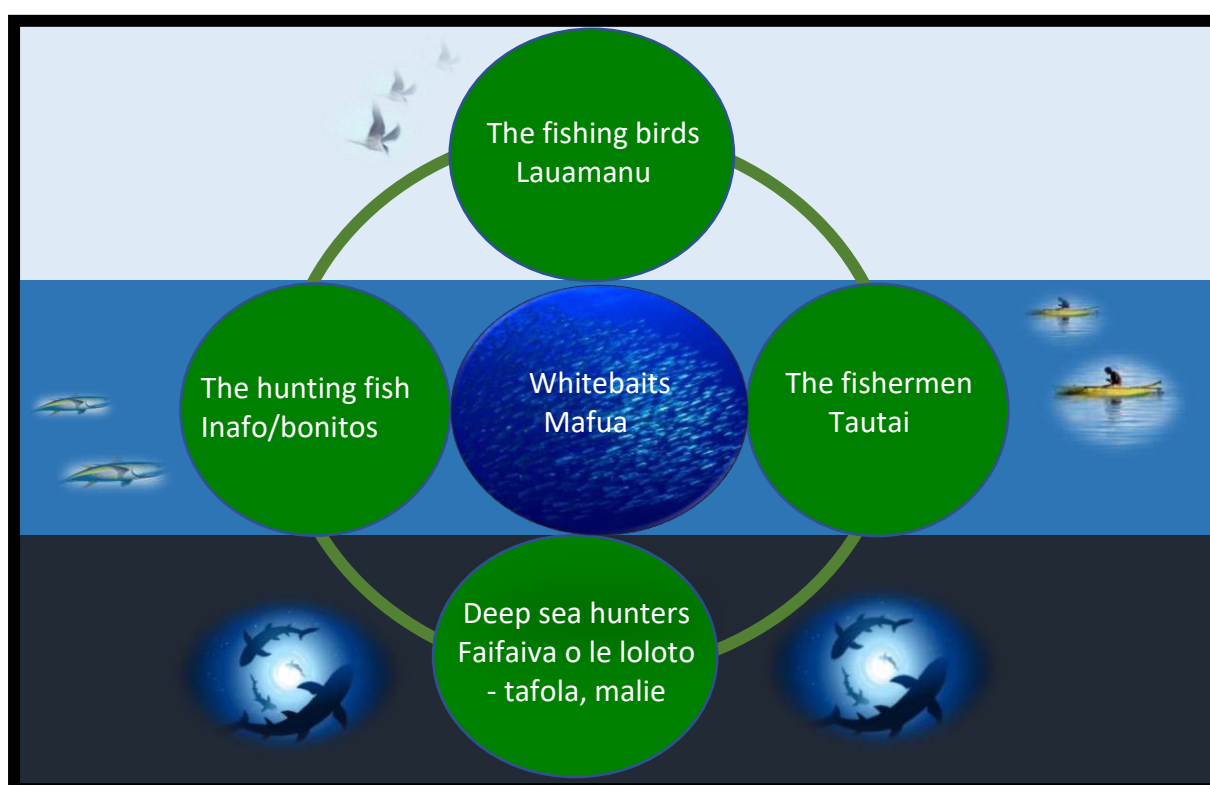 The fishing birds
Lauamanu
The hunting fish
Inafo/bonitos
Whitebaits
Mafua
The fishermen
Tautai
Deep sea hunters
Faifaiva o le loloto
- tafola, malie